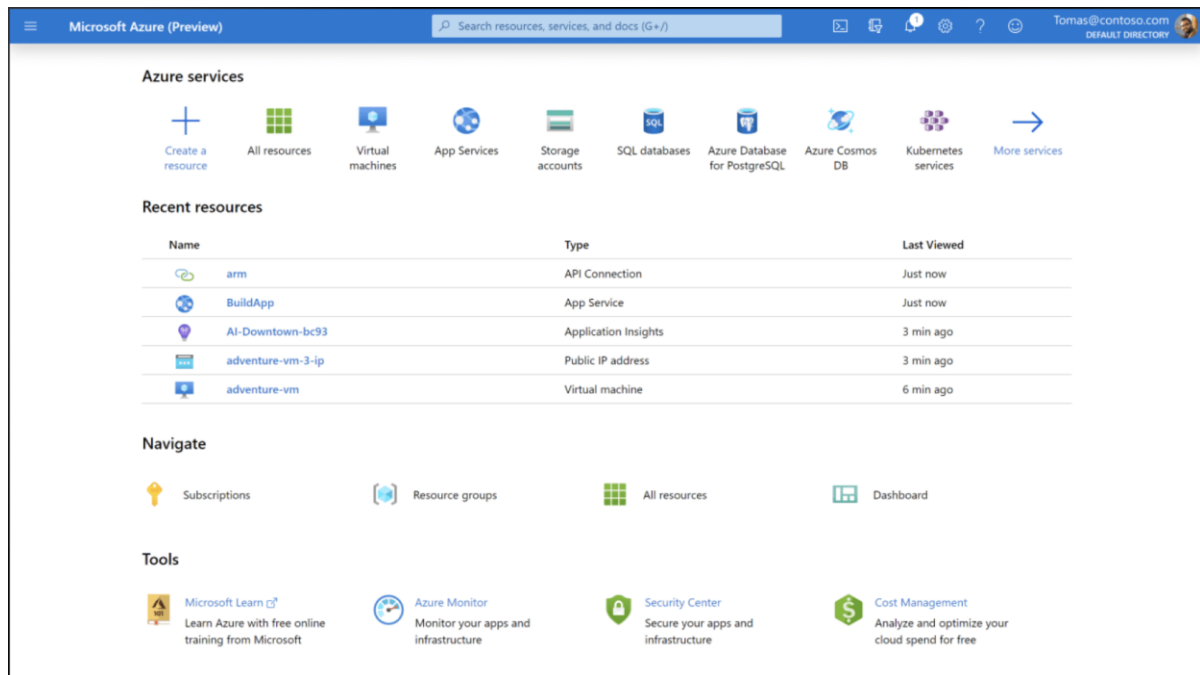 Microsoft Azure (Preview)
Search resources, services, and docs (G+/)
1
Tomas@contoso.com
DEFAULT DIRECTORY
Azure services
Create a
resource
All resources
Virtual
machines
App Services
Storage
accounts
SQL
SQL databases
Azure Database
for PostgreSQL
Azure Cosmos
DB
Kubernetes
services
More services
Recent resources
Name Type Last Viewed
arm API Connection Just now
BuildApp App Service Just now
AI-Downtown-bc93 Application Insights 3 min ago
adventure-vm-3-ip Public IP address 3 min ago
adventure-vm Virtual machine 6 min ago
Navigate
Subscriptions Resource groups All resources Dashboard
Tools
101
Microsoft Learn
Learn Azure with free online
training from Microsoft
Azure Monitor
Monitor your apps and
infrastructure
Security Center
Secure your apps and
infrastructure
Cost Management
Analyze and optimize your
cloud spend for free